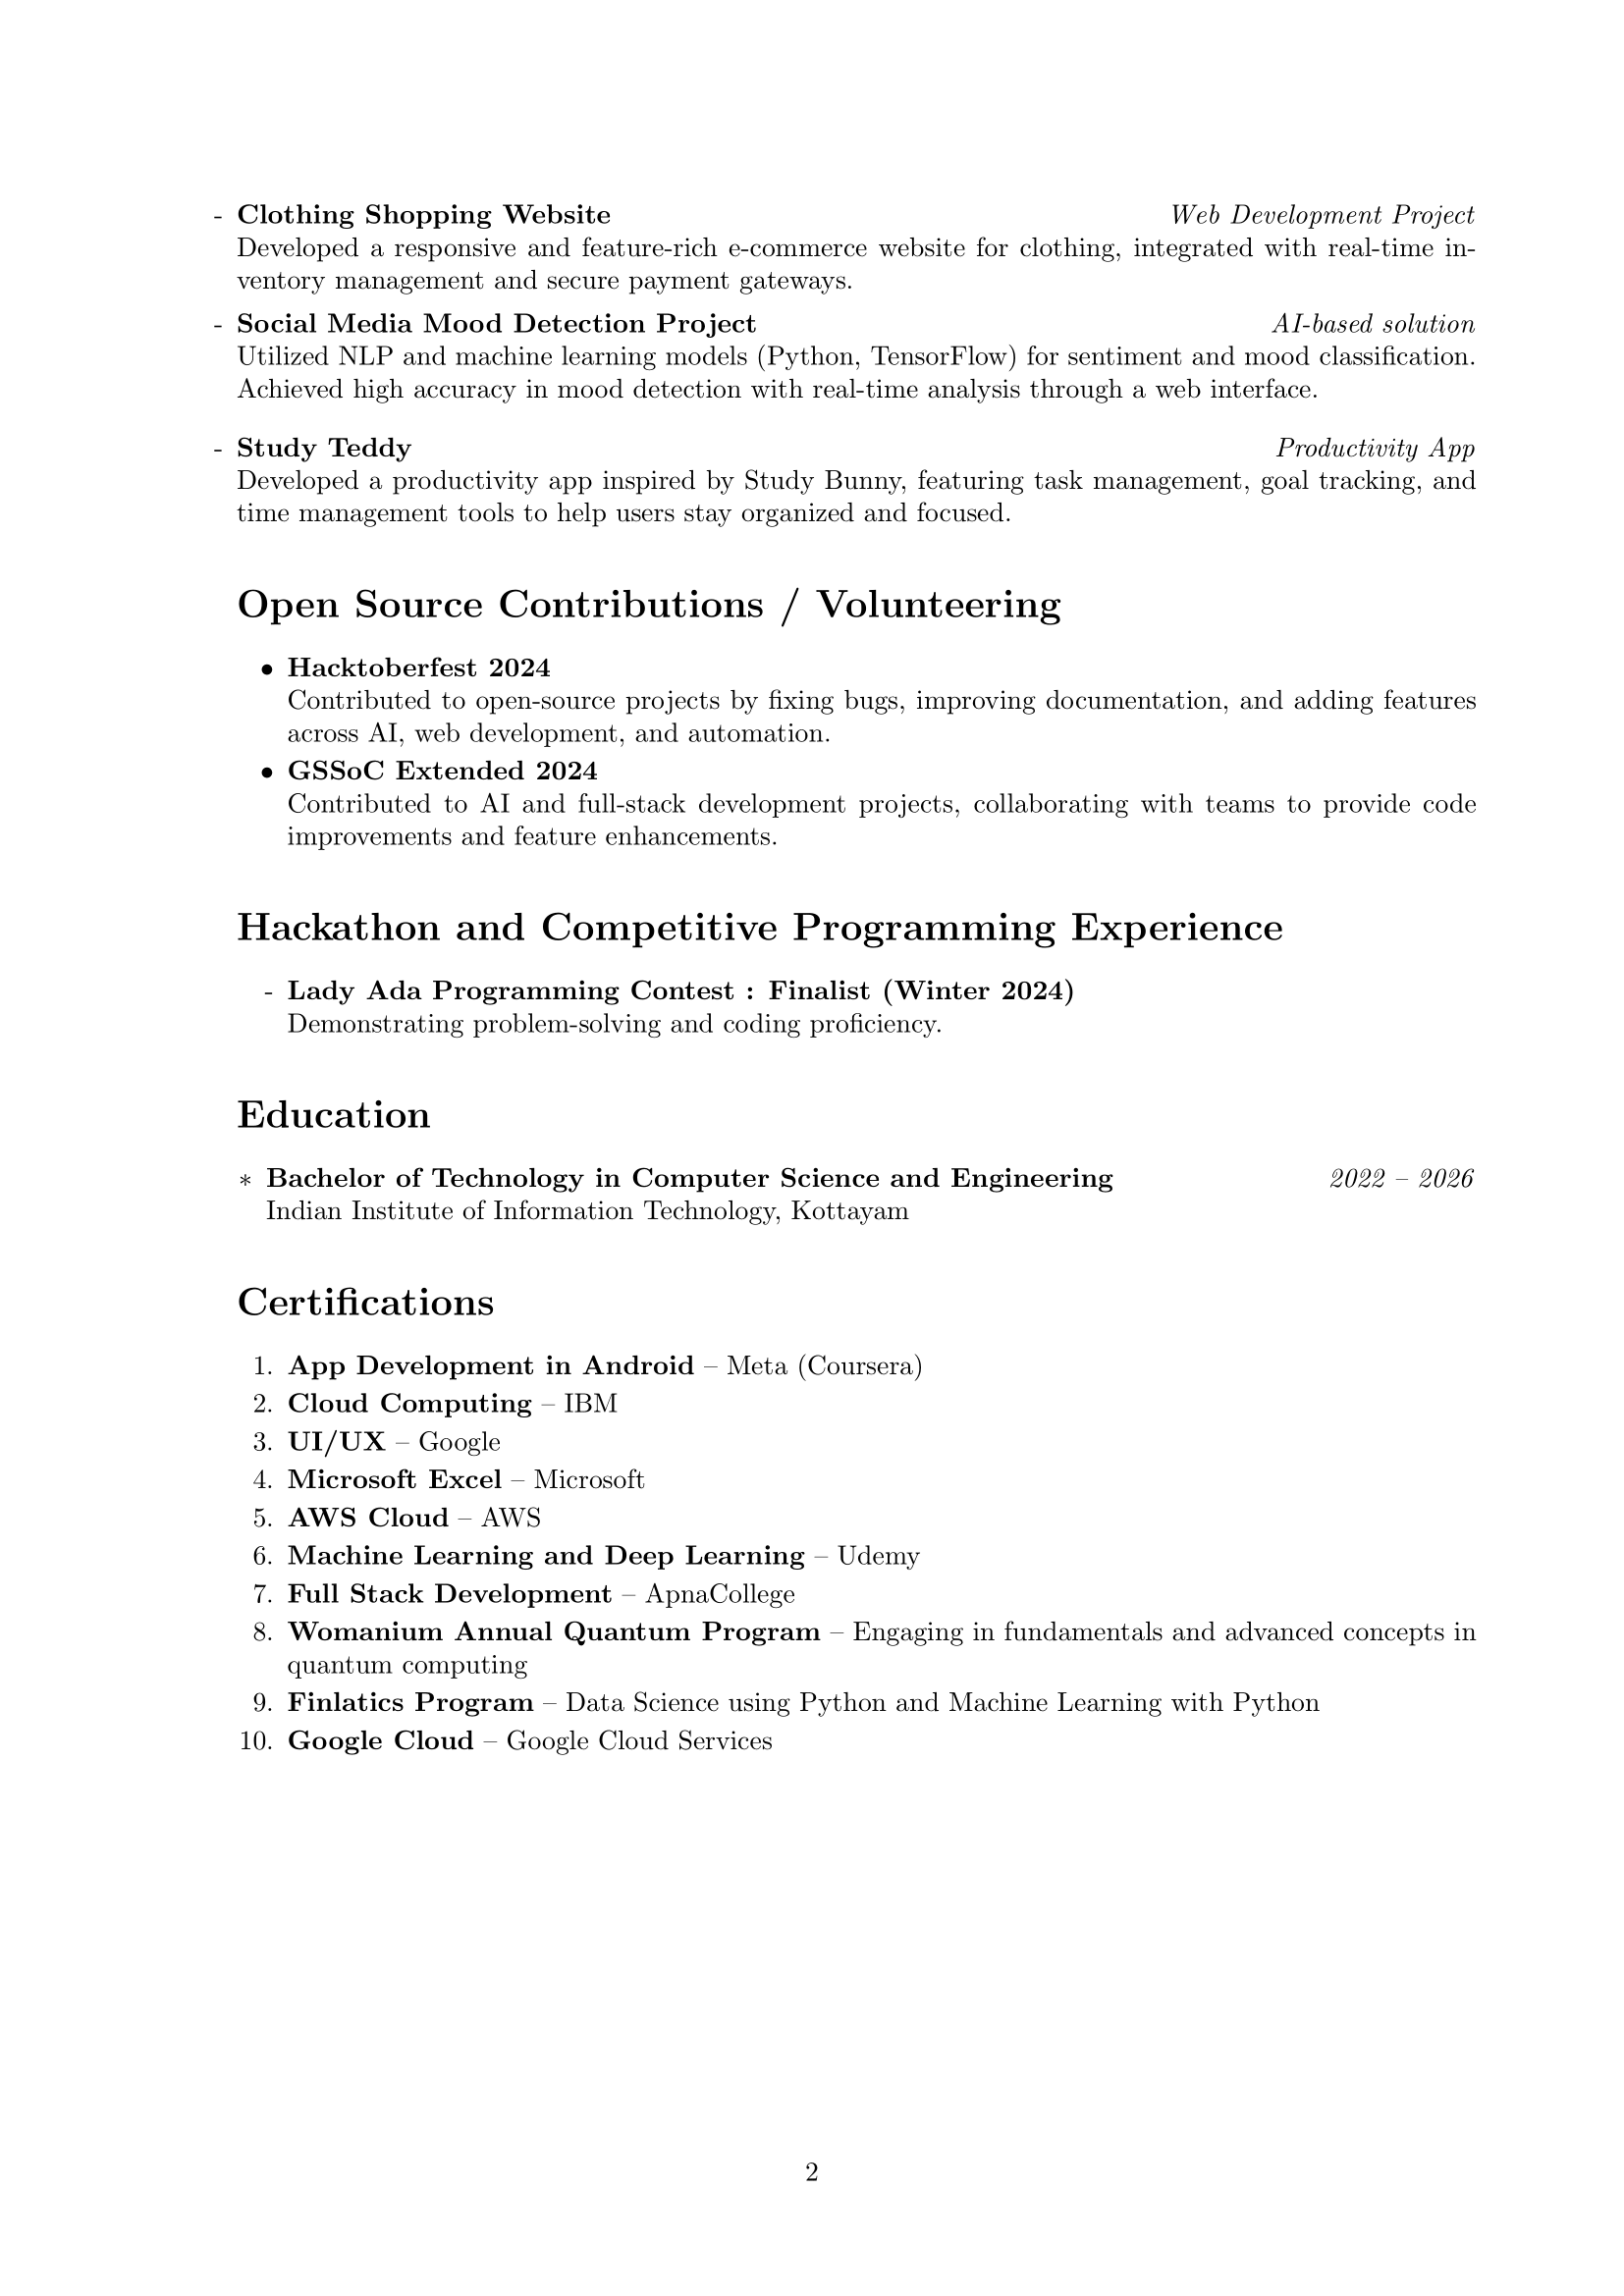 - Clothing Shopping Website Web Development Project
Developed a responsive and feature-rich e-commerce website for clothing, integrated with real-time in-
ventory management and secure payment gateways.
- Social Media Mood Detection Project AI-based solution
Utilized NLP and machine learning models (Python, TensorFlow) for sentiment and mood classification.
Achieved high accuracy in mood detection with real-time analysis through a web interface.
- Study Teddy Productivity App
Developed a productivity app inspired by Study Bunny, featuring task management, goal tracking, and
time management tools to help users stay organized and focused.
Open Source Contributions / Volunteering
• Hacktoberfest 2024
Contributed to open-source projects by fixing bugs, improving documentation, and adding features
across AI, web development, and automation.
• GSSoC Extended 2024
Contributed to AI and full-stack development projects, collaborating with teams to provide code
improvements and feature enhancements.
Hackathon and Competitive Programming Experience
- Lady Ada Programming Contest : Finalist (Winter 2024)
Demonstrating problem-solving and coding proficiency.
Education
* Bachelor of Technology in Computer Science and Engineering 2022 – 2026
Indian Institute of Information Technology, Kottayam
Certifications
1. App Development in Android – Meta (Coursera)
2. Cloud Computing – IBM
3. UI/UX – Google
4. Microsoft Excel – Microsoft
5. AWS Cloud – AWS
6. Machine Learning and Deep Learning – Udemy
7. Full Stack Development – ApnaCollege
8. Womanium Annual Quantum Program – Engaging in fundamentals and advanced concepts in
quantum computing
9. Finlatics Program – Data Science using Python and Machine Learning with Python
10. Google Cloud – Google Cloud Services
2